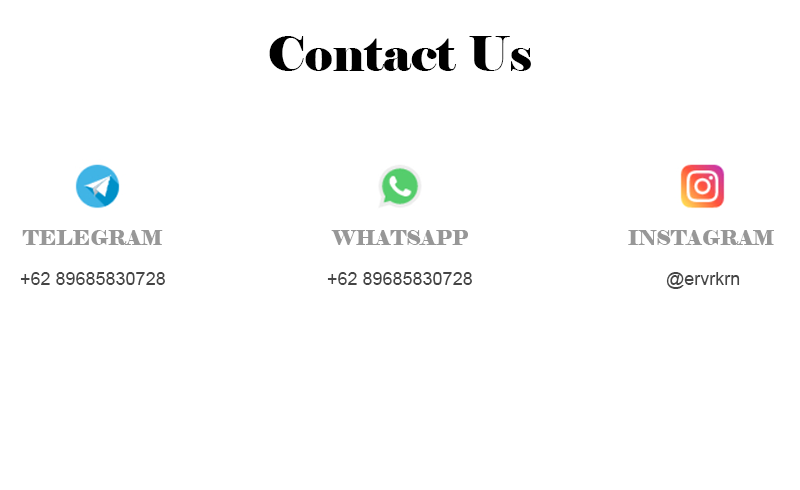 Contact Us
TELEGRAM WHATSAPP INSTAGRAM
+62 89685830728 +62 89685830728 @ervrkrn